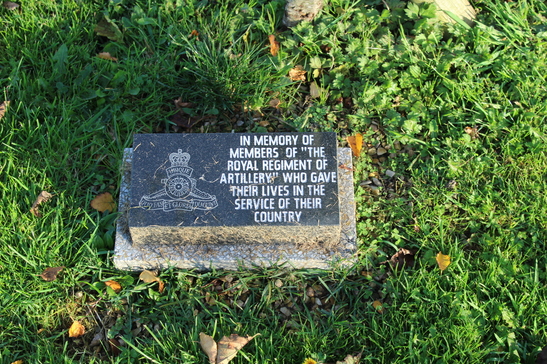 IN MEMORY OF
MEMBERS OF "THE
ROYAL REGIMENT OF
ARTILLERY" WHO GAVE
THEIR LIVES IN THE
SERVICE OF THEIR
COUNTRY
UBIQUE